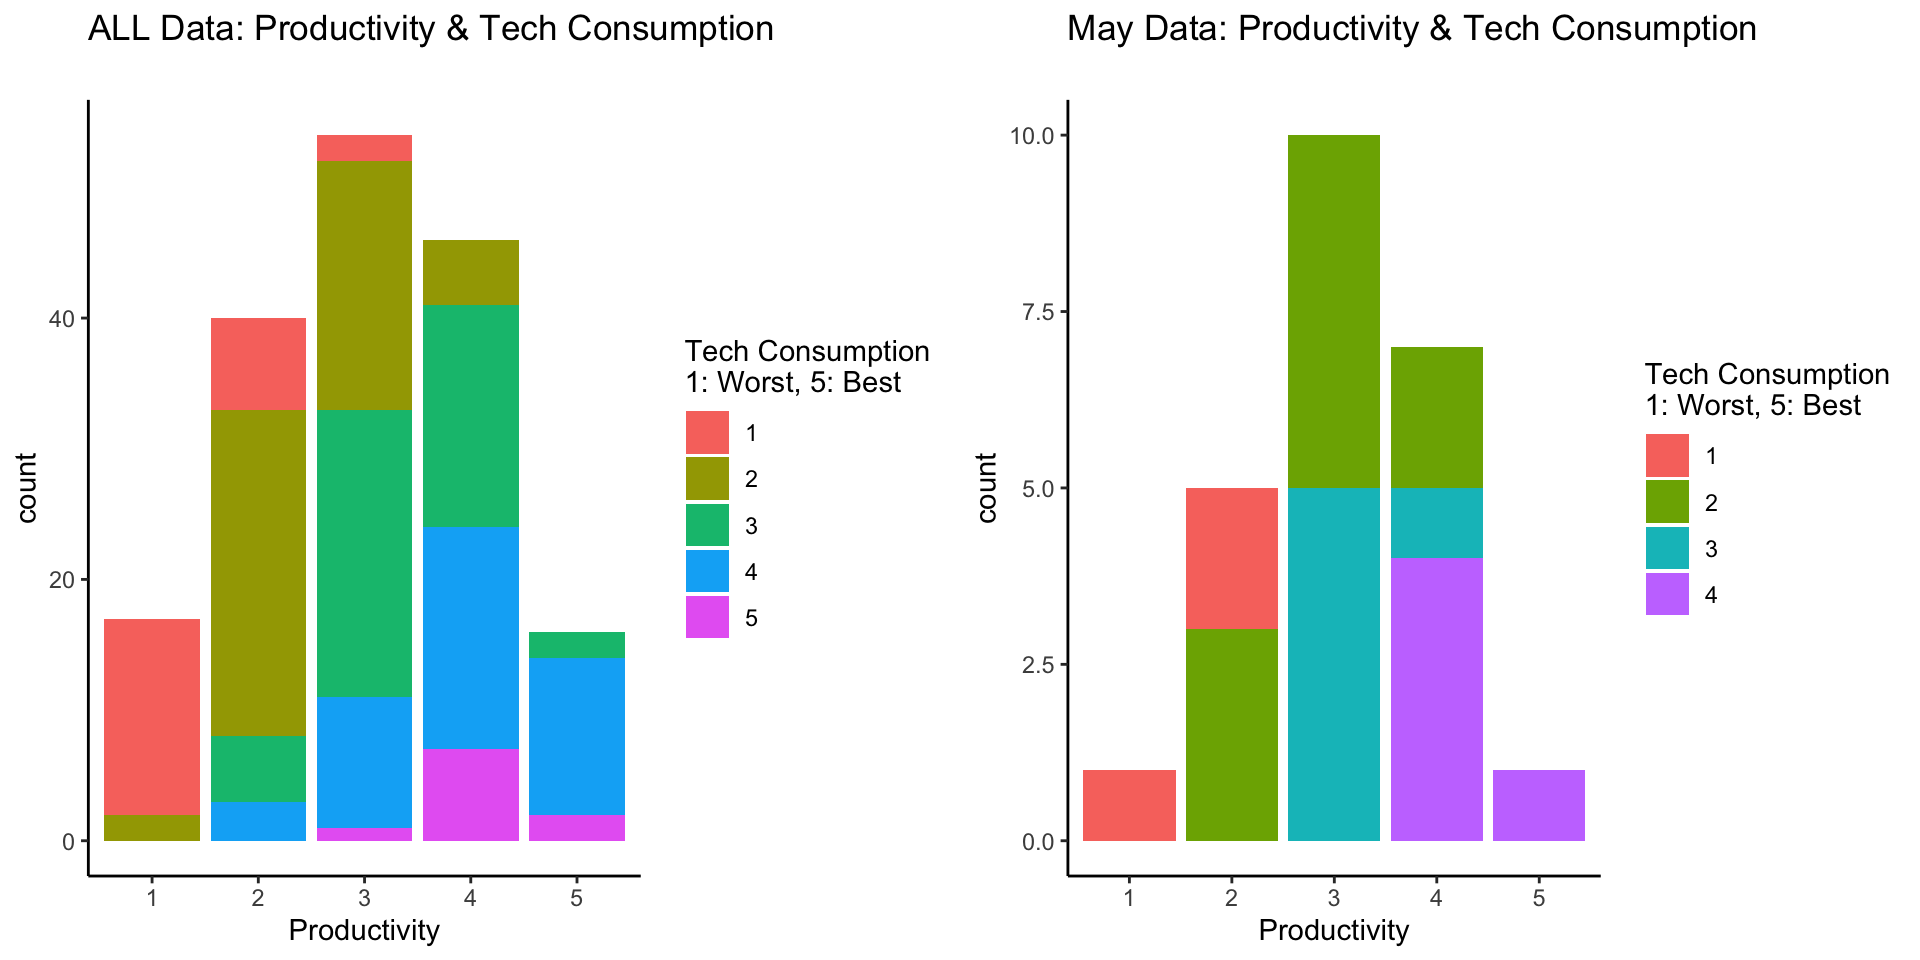 ALL Data: Productivity & Tech Consumption
count
40
20
0
1 2 3 4 5
Productivity
Tech Consumption
1: Worst, 5: Best
1
2
3
4
5
May Data: Productivity & Tech Consumption
count
10.0
7.5
5.0
2.5
0.0
1 2 3 4 5
Productivity
Tech Consumption
1: Worst, 5: Best
1
2
3
4